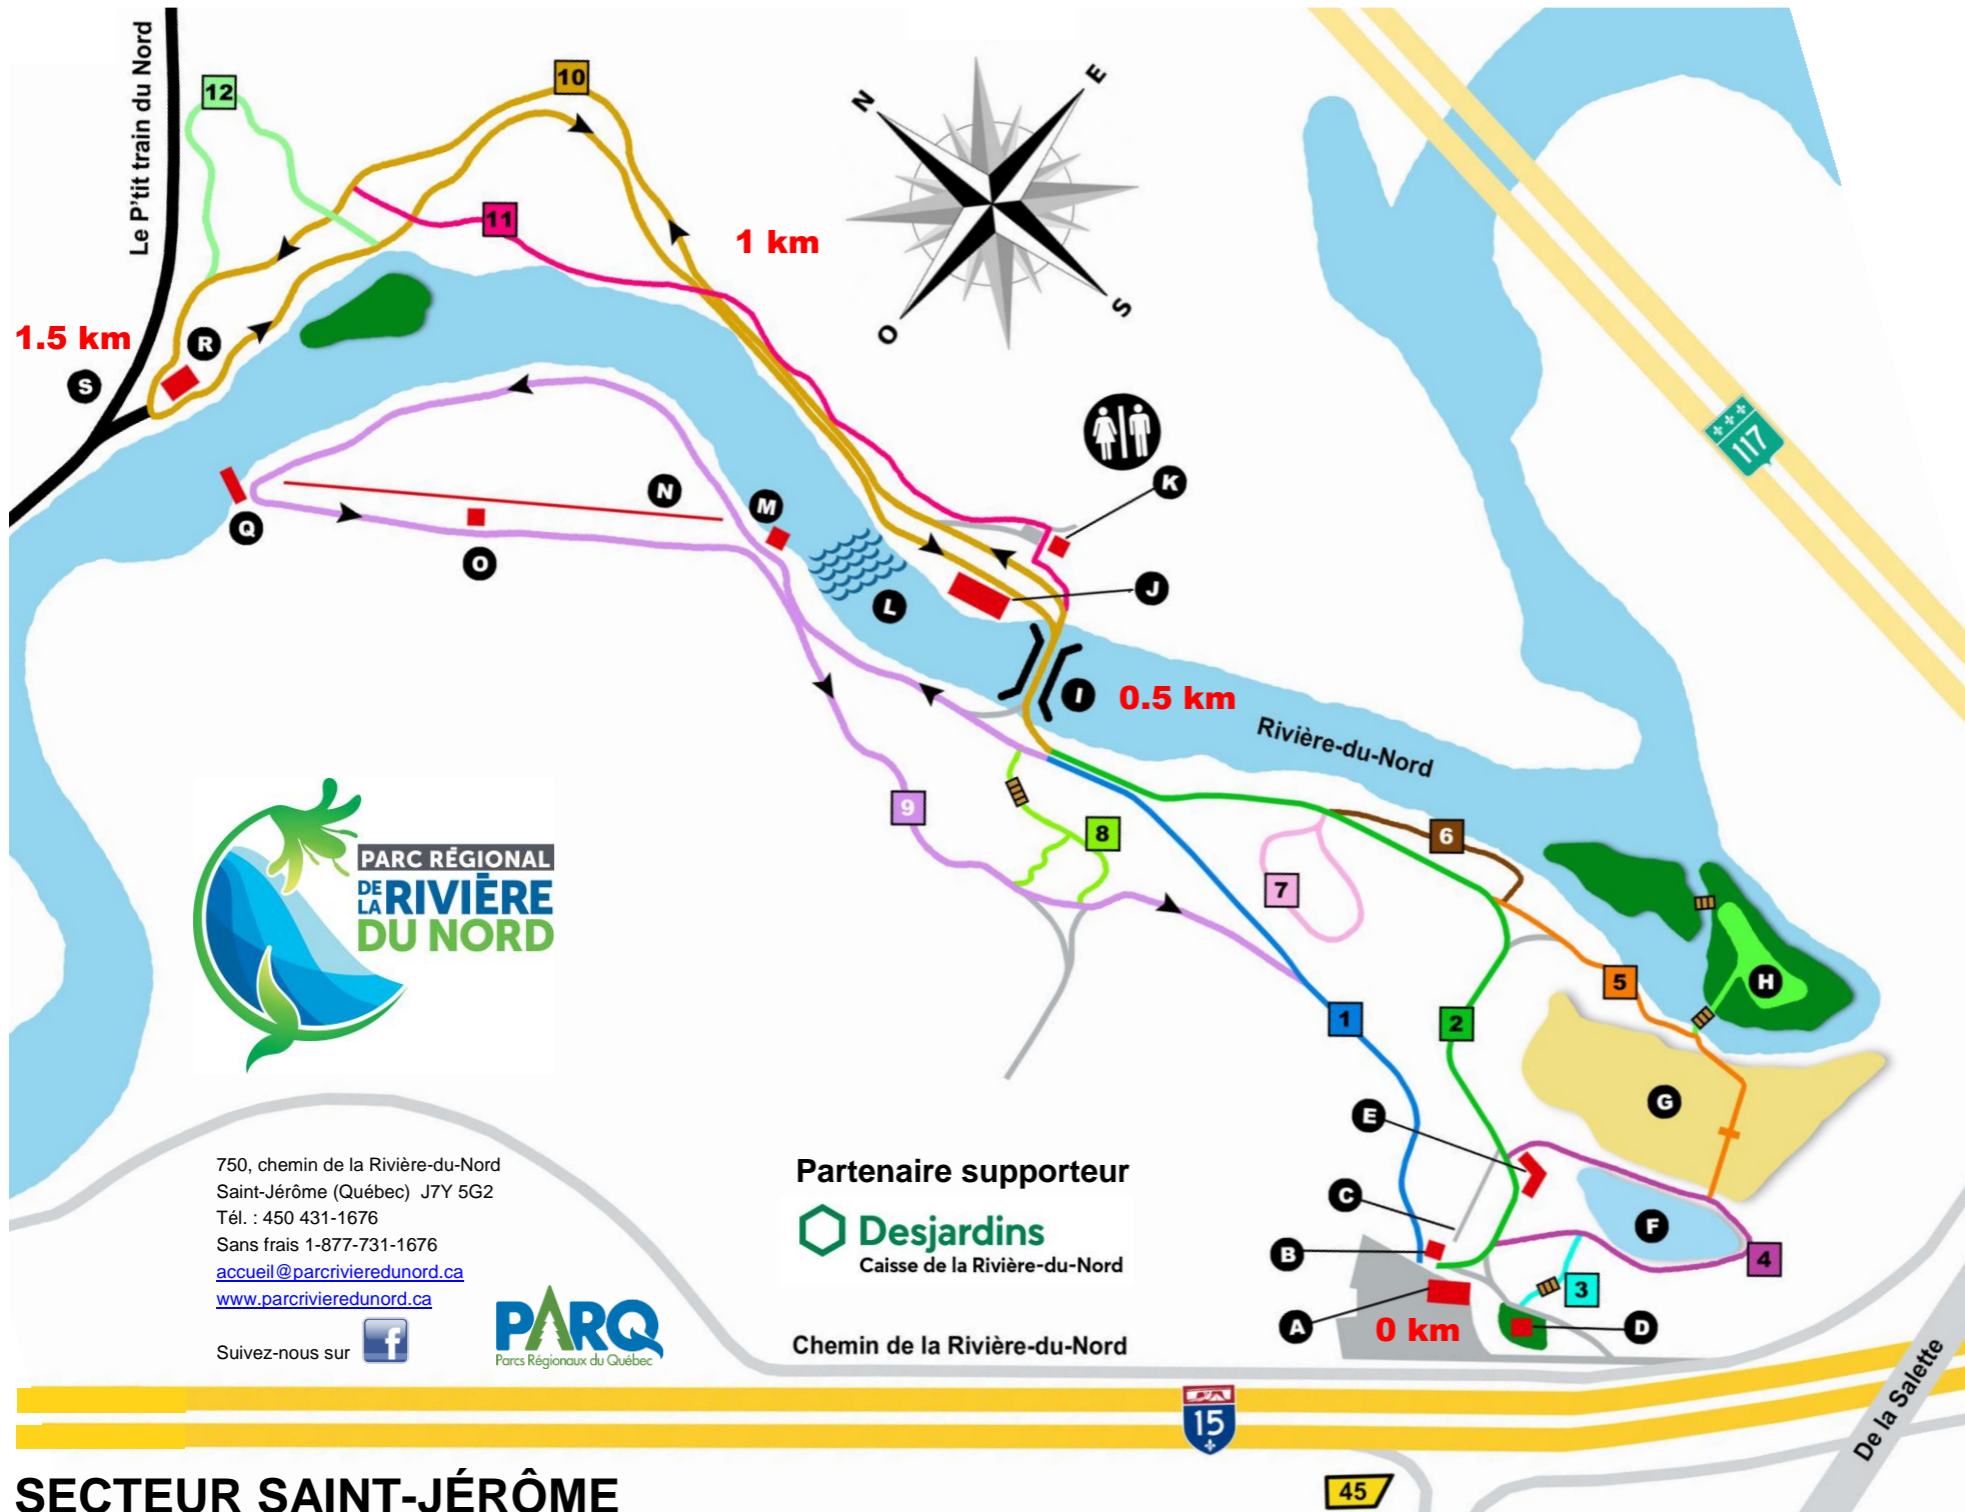 Le P'tit train du Nord
12
10
N
E
S
O
11
1 km
1.5 km
R
S
117
K
N
M
Q
O
L
J
I
0.5 km
Rivière-du-Nord
9
8
6
7
PARC RÉGIONAL
DE LA RIVIÈRE
DU NORD
5
H
1
2
G
E
C
F
B
4
3
A
0 km
D
750, chemin de la Rivière-du-Nord
Saint-Jérôme (Québec) J7Y 5G2
Tél. : 450 431-1676
Sans frais 1-877-731-1676
accueil@parcrivieredunord.ca
www.parcrivieredunord.ca
Suivez-nous sur
f
PARQ
Parcs Régionaux du Québec
Partenaire supporteur
Desjardins
Caisse de la Rivière-du-Nord
Chemin de la Rivière-du-Nord
15
De la Salette
45
SECTEUR SAINT-JÉRÔME